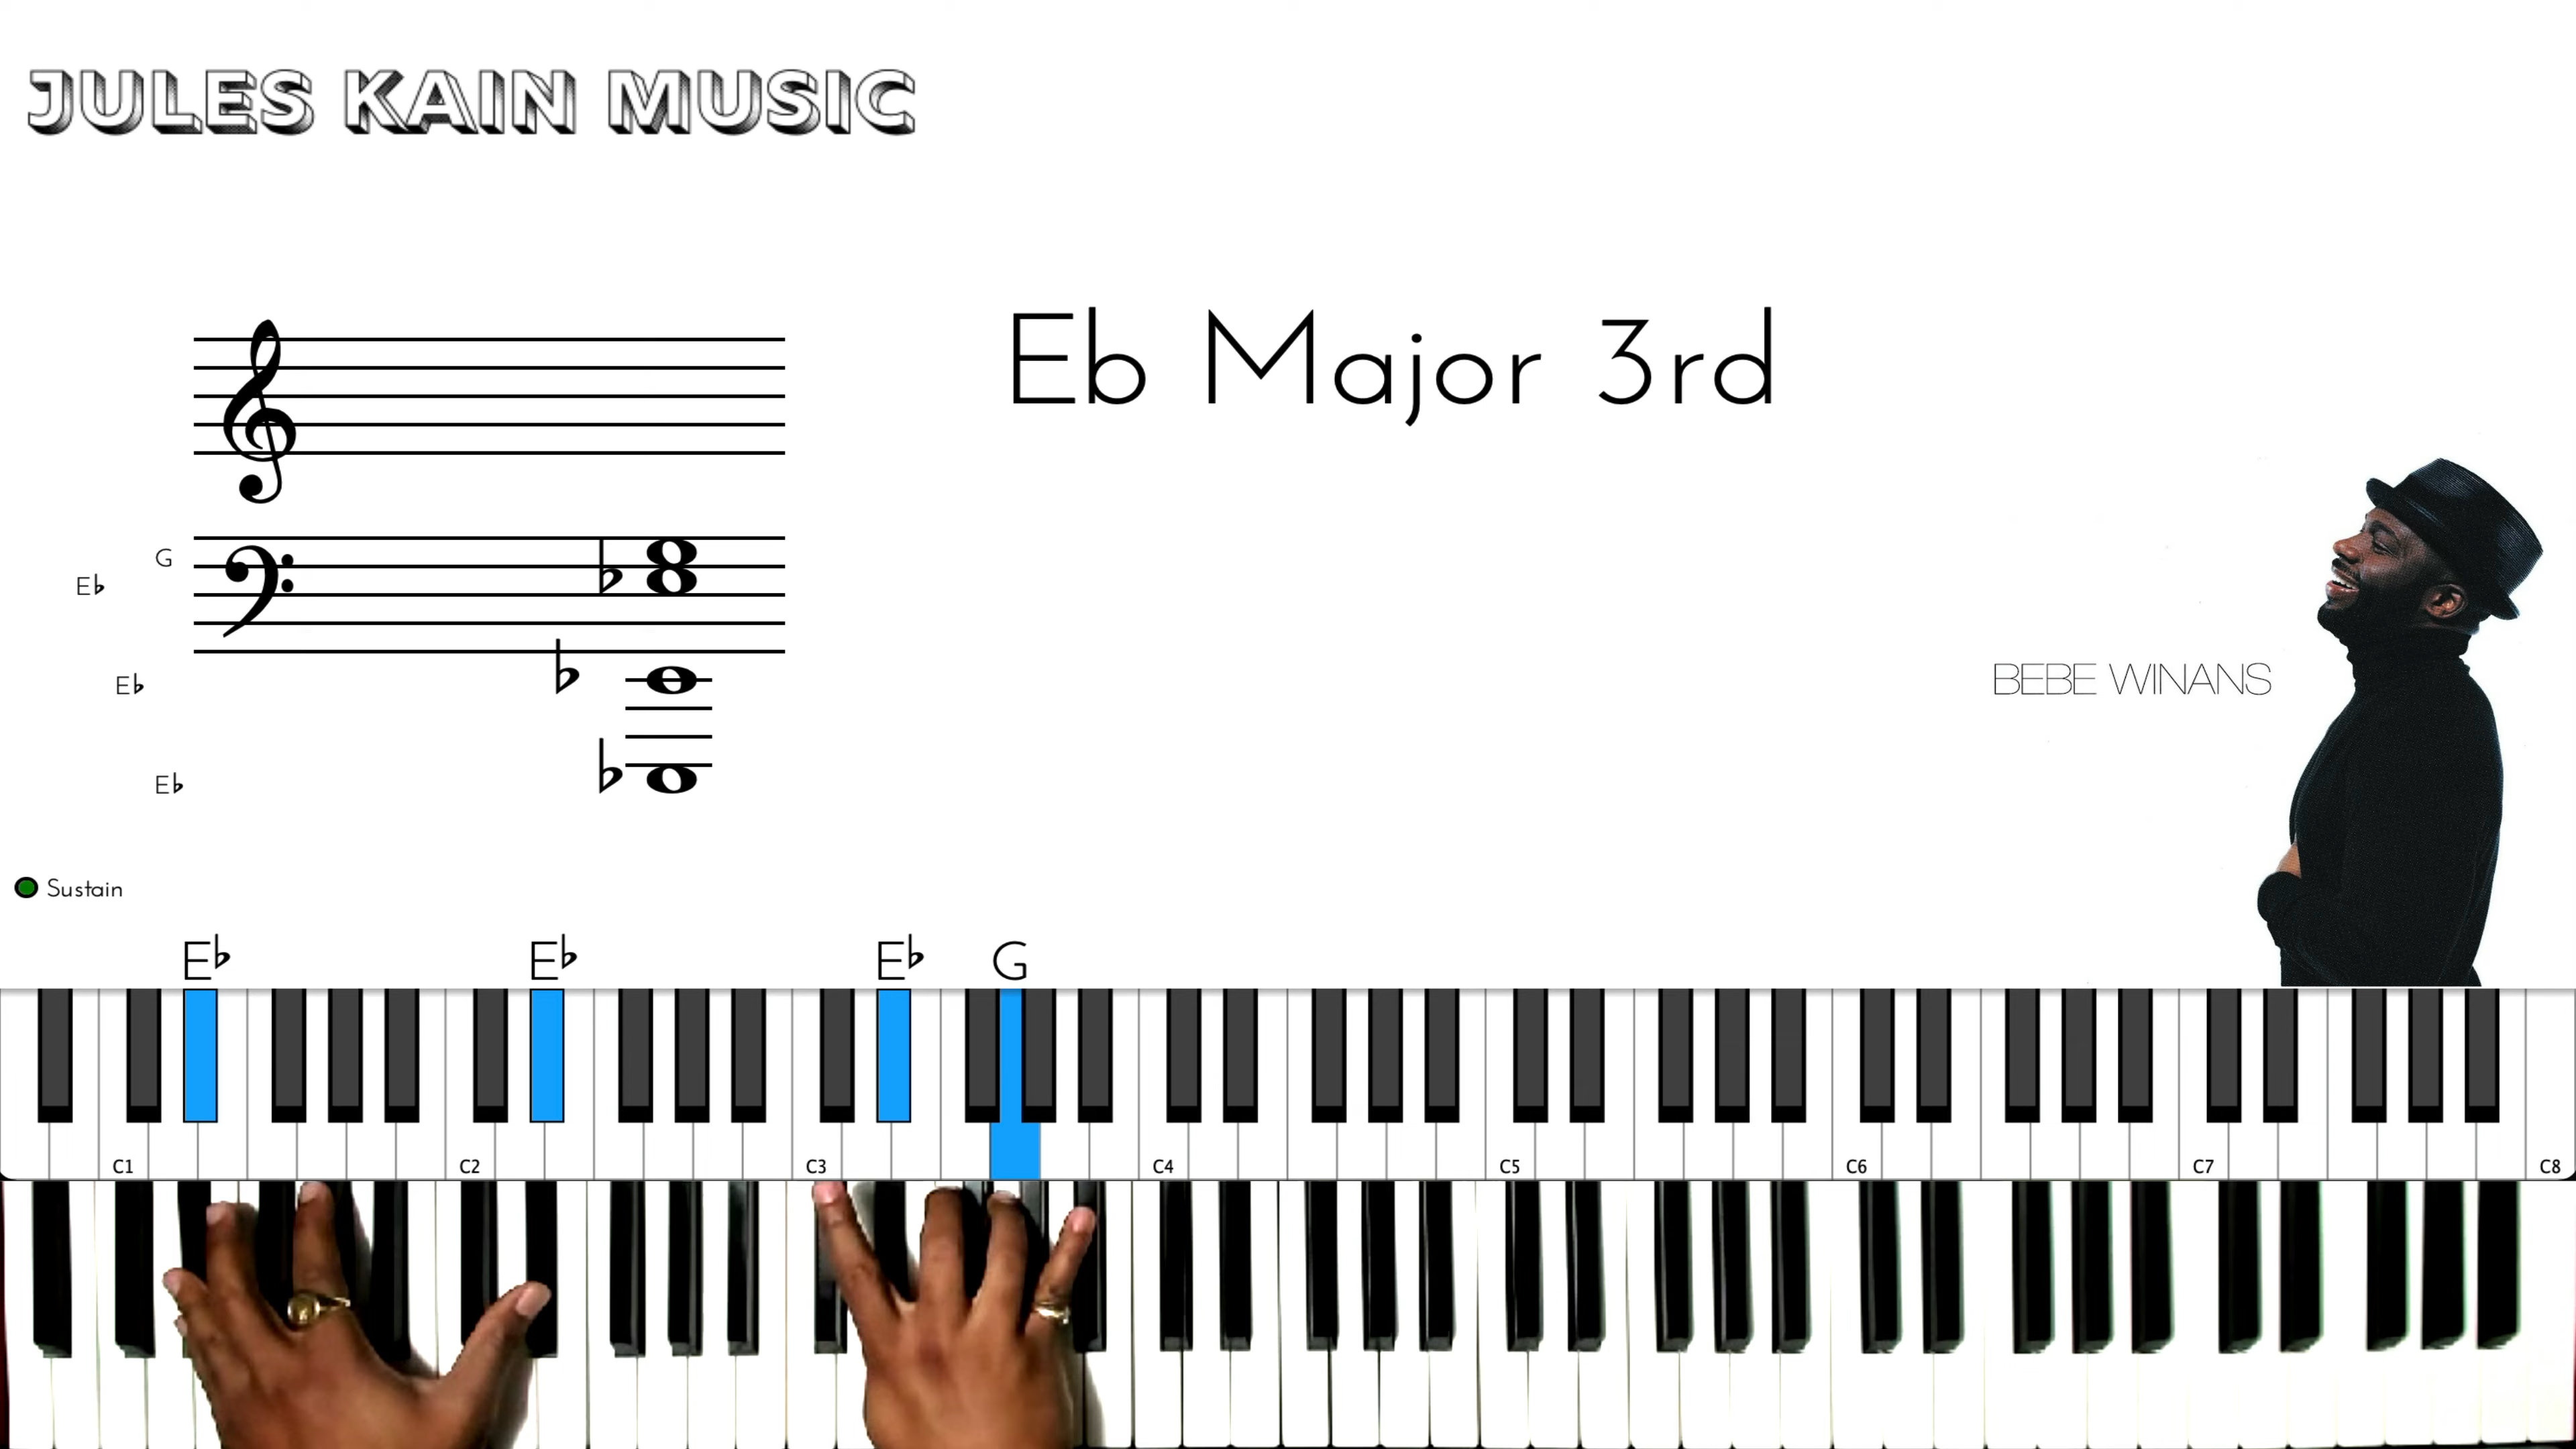 JULES KAIN MUSIC
Eb Major 3rd
G
E♭
E♭
E♭
BEBE WINANS
Sustain
E♭ E♭ E♭ G
C1 C2 C3 C4 C5 C6 C7 C8